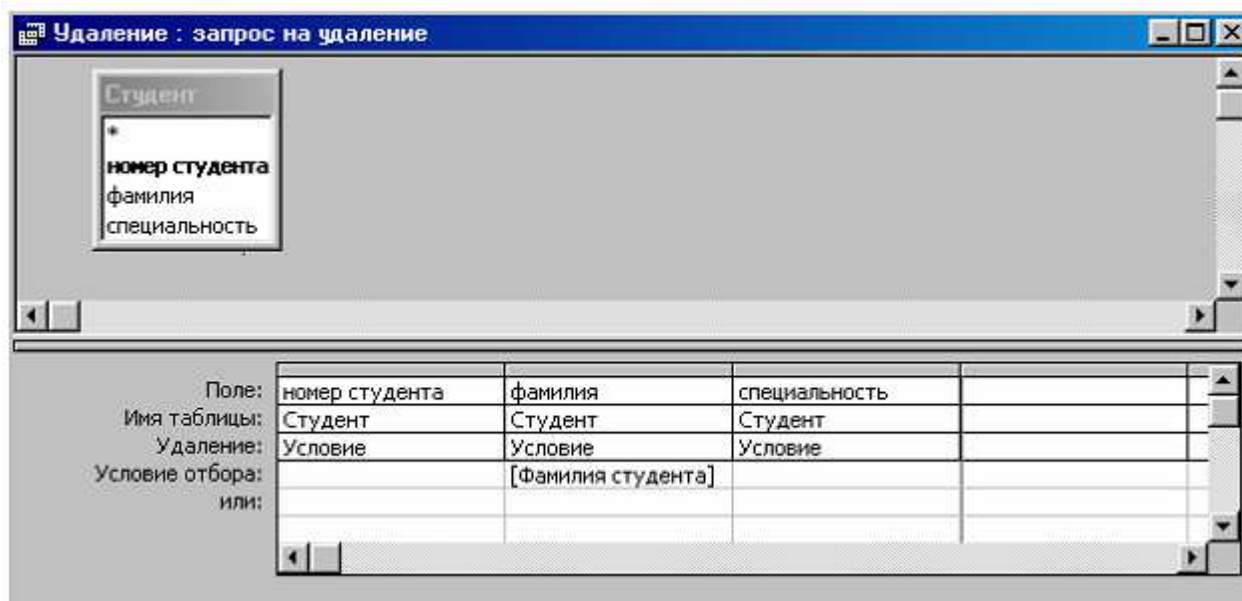 Удаление : запрос на удаление
Студент
*
номер студента
фамилия
специальность
Поле: номер студента фамилия специальность
Имя таблицы: Студент Студент Студент
Удаление: Условие Условие Условие
Условие отбора: [Фамилия студента]
или: